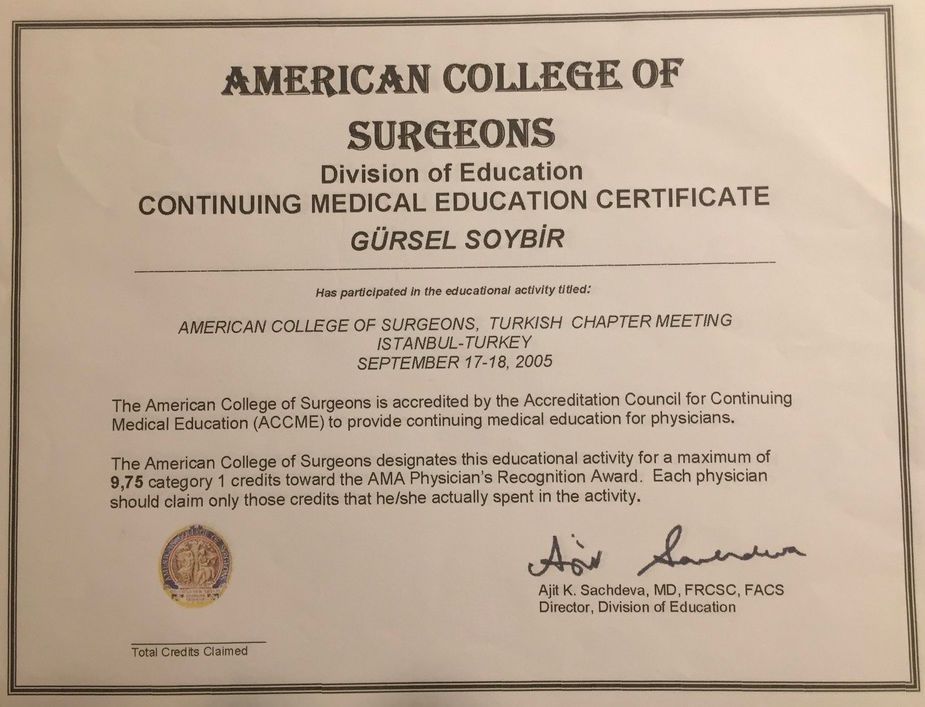 AMERICAN COLLEGE OF
SURGEONS
Division of Education
CONTINUING MEDICAL EDUCATION CERTIFICATE
GÜRSEL SOYBİR
Has participated in the educational activity titled:
AMERICAN COLLEGE OF SURGEONS, TURKISH CHAPTER MEETING
ISTANBUL-TURKEY
SEPTEMBER 17-18, 2005
The American College of Surgeons is accredited by the Accreditation Council for Continuing
Medical Education (ACCME) to provide continuing medical education for physicians.
The American College of Surgeons designates this educational activity for a maximum of
9,75 category 1 credits toward the AMA Physician's Recognition Award. Each physician
should claim only those credits that he/she actually spent in the activity.
Ajit K. Sachdeva, MD, FRCSC, FACS
Director, Division of Education
Total Credits Claimed